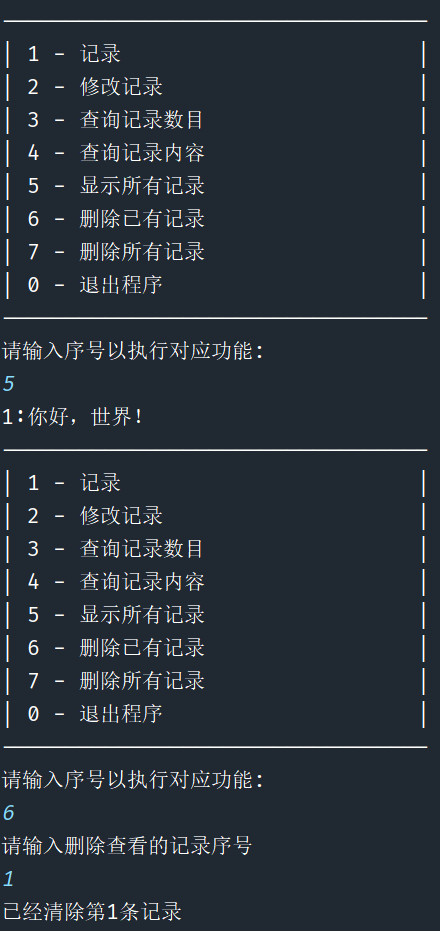 | 1 - 记录 |
| 2 - 修改记录 |
| 3 - 查询记录数目 |
| 4 - 查询记录内容 |
| 5 - 显示所有记录 |
| 6 - 删除已有记录 |
| 7 - 删除所有记录 |
| 0 - 退出程序 |
请输入序号以执行对应功能:
5
1:你好，世界!
| 1 - 记录 |
| 2 - 修改记录 |
| 3 - 查询记录数目 |
| 4 - 查询记录内容 |
| 5 - 显示所有记录 |
| 6 - 删除已有记录 |
| 7 - 删除所有记录 |
| 0 - 退出程序 |
请输入序号以执行对应功能:
6
请输入删除查看的记录序号
1
已经清除第1条记录